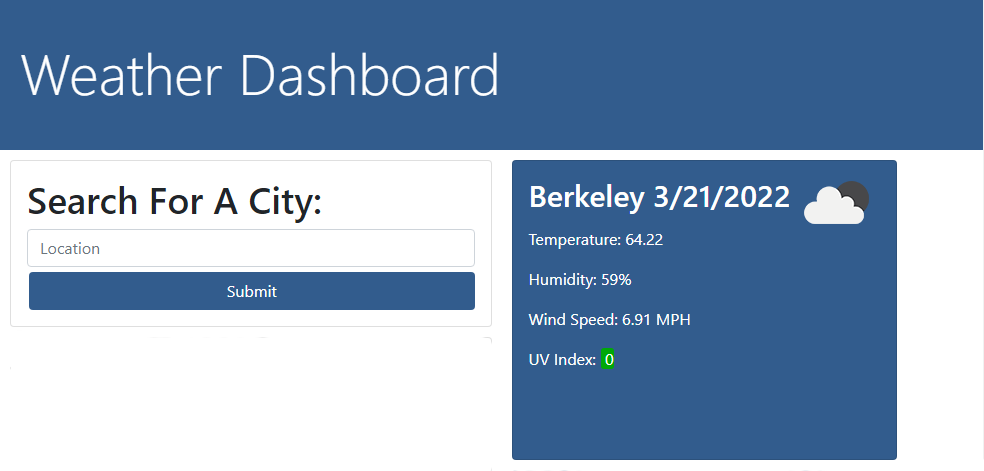 Weather Dashboard
Search For A City:
Location
Submit
Berkeley 3/21/2022
Temperature: 64.22
Humidity: 59%
Wind Speed: 6.91 MPH
UV Index: 0